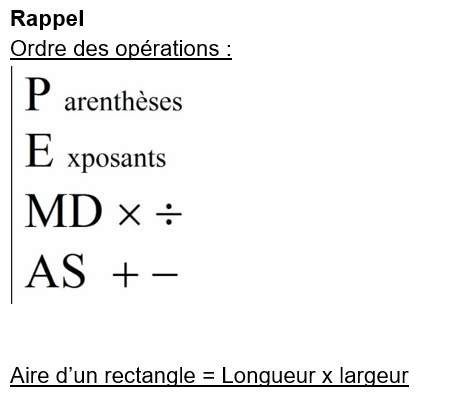 Rappel
Ordre des opérations :
P arenthèses
E xposants
MD × ÷
AS + −
Aire d’un rectangle = Longueur x largeur